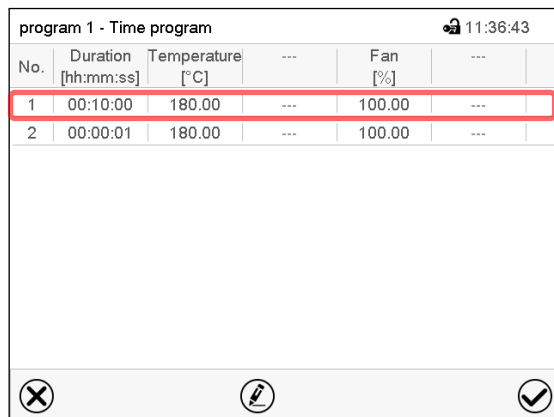 program 1 - Time program 11:36:43
No. Duration [hh:mm:ss] Temperature [°C] --- Fan [%] ---
1 00:10:00 180.00 --- 100.00 ---
2 00:00:01 180.00 --- 100.00 ---